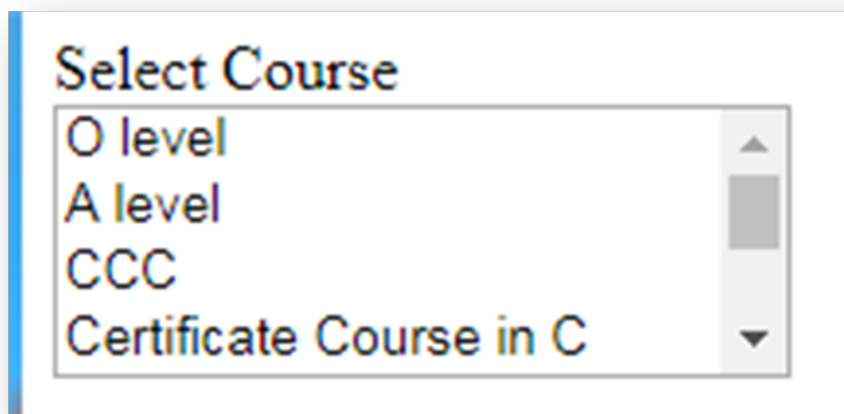 Select Course
O level
A level
CCC
Certificate Course in C